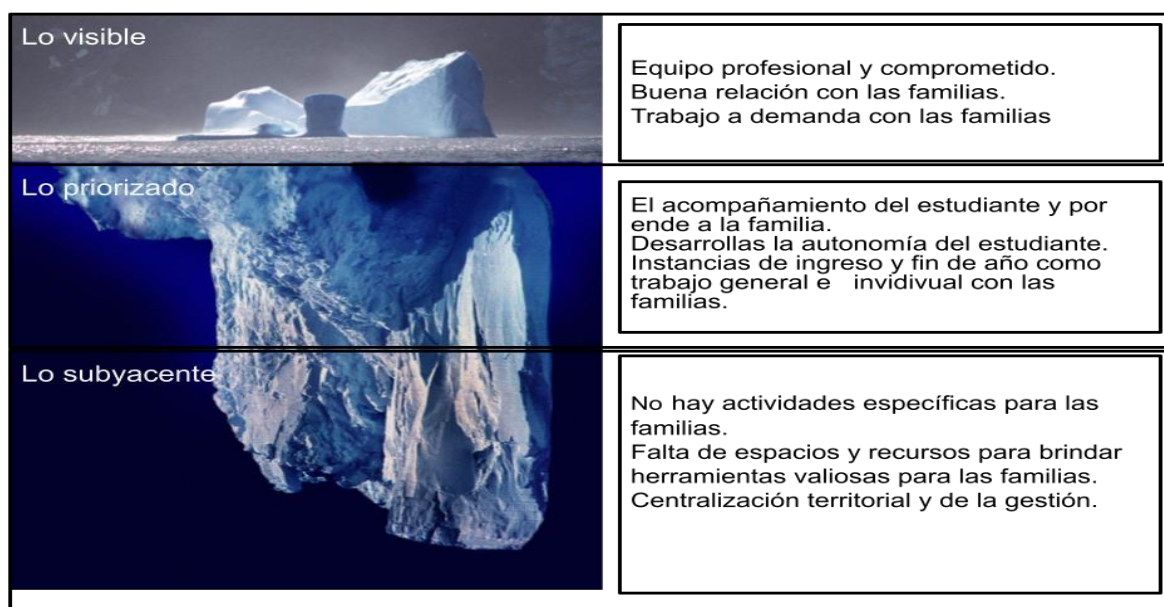 Lo visible
Equipo profesional y comprometido.
Buena relación con las familias.
Trabajo a demanda con las familias
Lo priorizado
El acompañamiento del estudiante y por
ende a la familia.
Desarrollas la autonomía del estudiante.
Instancias de ingreso y fin de año como
trabajo general e invidivual con las
familias.
Lo subyacente
No hay actividades específicas para las
familias.
Falta de espacios y recursos para brindar
herramientas valiosas para las familias.
Centralización territorial y de la gestión.